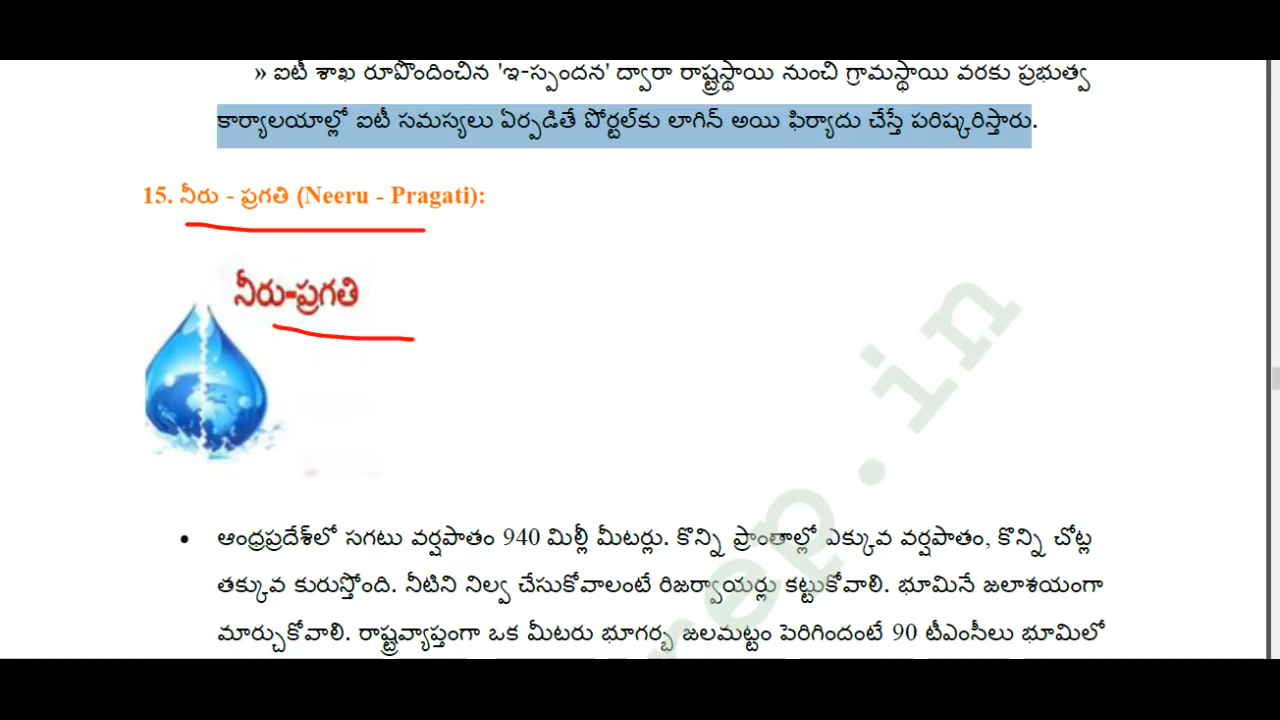 » ఐటీ శాఖ రూపొందించిన 'ఇ-స్పందన' ద్వారా రాష్ట్రస్థాయి నుంచి గ్రామస్థాయి వరకు ప్రభుత్వ
కార్యాలయాల్లో ఐటీ సమస్యలు ఏర్పడితే పోర్టల్‌కు లాగిన్ అయి ఫిర్యాదు చేస్తే పరిష్కరిస్తారు.
15. నీరు - ప్రగతి (Neeru - Pragati):
నీరు-ప్రగతి
• ఆంధ్రప్రదేశ్‌లో సగటు వర్షపాతం 940 మిల్లీ మీటర్లు. కొన్ని ప్రాంతాల్లో ఎక్కువ వర్షపాతం, కొన్ని చోట్ల
తక్కువ కురుస్తోంది. నీటిని నిల్వ చేసుకోవాలంటే రిజర్వాయర్లు కట్టుకోవాలి. భూమినే జలాశయంగా
మార్చుకోవాలి. రాష్ట్రవ్యాప్తంగా ఒక మీటరు భూగర్భ జలమట్టం పెరిగిందంటే 90 టీఎంసీలు భూమిలో
rep.in